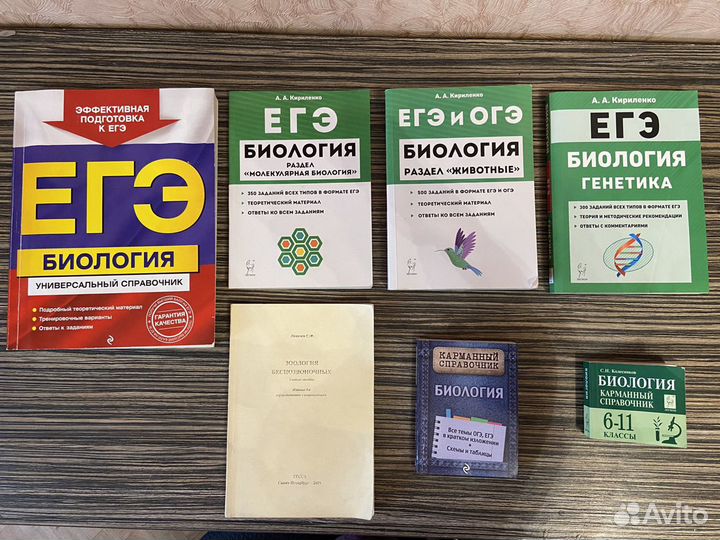 ЭФФЕКТИВНАЯ
ПОДГОТОВКА
К ЕГЭ
ЕГЭ
БИОЛОГИЯ
УНИВЕРСАЛЬНЫЙ СПРАВОЧНИК
Подробный теоретический материал
Тренировочные варианты
Ответы к заданиям
ГАРАНТИЯ
КАЧЕСТВА
А. А. Кириленко
ЕГЭ
БИОЛОГИЯ
РАЗДЕЛ
«МОЛЕКУЛЯРНАЯ БИОЛОГИЯ»
350 ЗАДАНИЙ ВСЕХ ТИПОВ В ФОРМАТЕ ЕГЭ
ТЕОРЕТИЧЕСКИЙ МАТЕРИАЛ
ОТВЕТЫ КО ВСЕМ ЗАДАНИЯМ
А. А. Кириленко
ЕГЭ И ОГЭ
БИОЛОГИЯ
РАЗДЕЛ «ЖИВОТНЫЕ»
500 ЗАДАНИЙ В ФОРМАТЕ ЕГЭ И ОГЭ
ТЕОРЕТИЧЕСКИЙ МАТЕРИАЛ
ОТВЕТЫ КО ВСЕМ ЗАДАНИЯМ
А. А. Кириленко
ЕГЭ
БИОЛОГИЯ
ГЕНЕТИКА
300 ЗАДАНИЙ ВСЕХ ТИПОВ В ФОРМАТЕ ЕГЭ
ТЕОРИЯ И МЕТОДИЧЕСКИЕ РЕКОМЕНДАЦИИ
ОТВЕТЫ С КОММЕНТАРИЯМИ
ЗООЛОГИЯ
БЕСПОЗВОНОЧНЫХ
КАРМАННЫЙ
СПРАВОЧНИК
БИОЛОГИЯ
Все темы ОГЭ, ЕГЭ
в кратком изложении
Схемы и таблицы
С.И. Колесников
БИОЛОГИЯ
КАРМАННЫЙ
СПРАВОЧНИК
6-11
КЛАССЫ
БИОЛОГИЯ
Avito